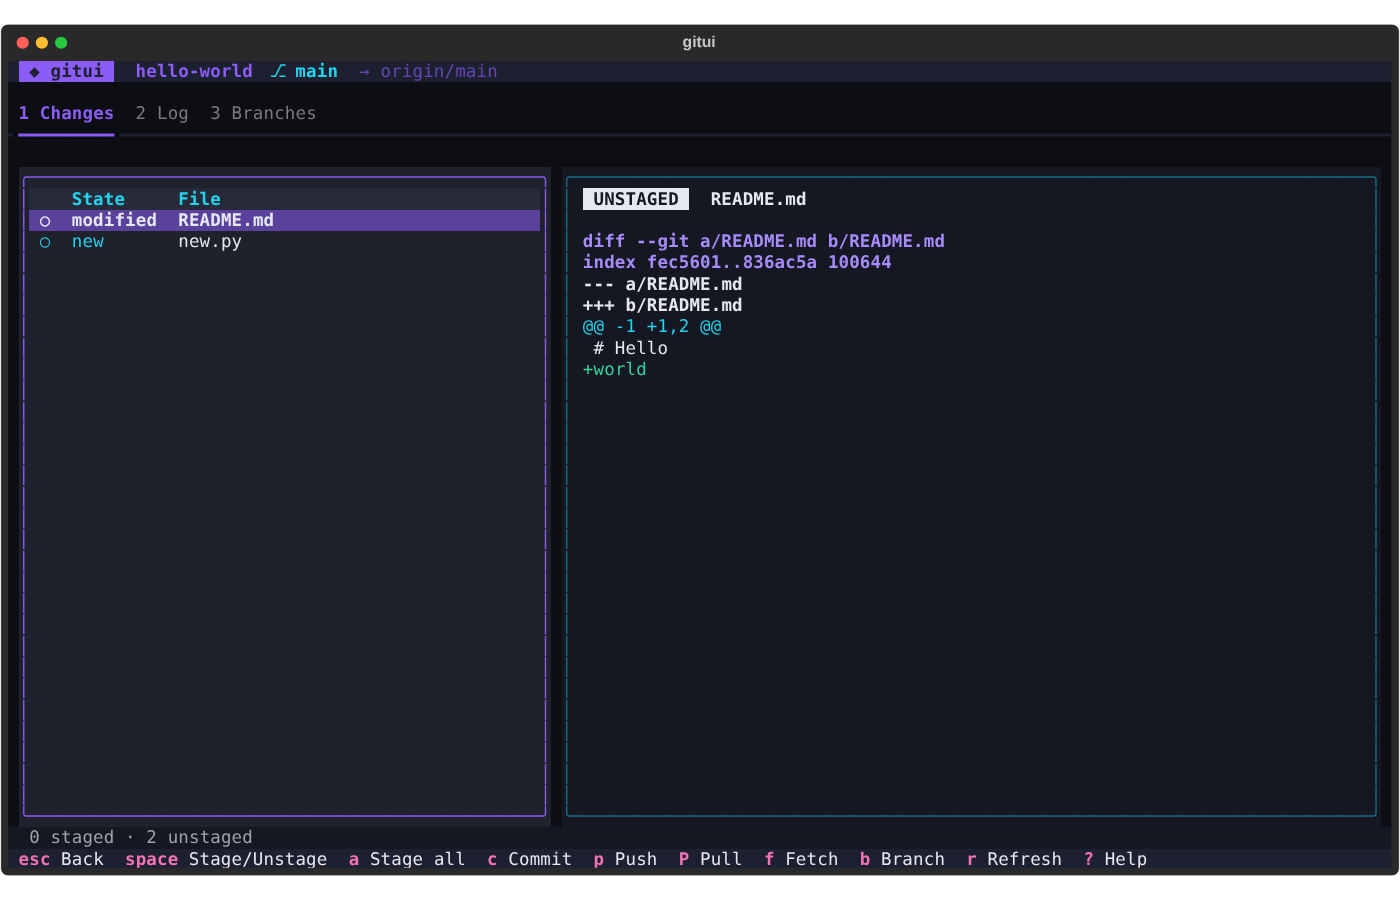 gitui
◆ gitui hello-world ⎇ main → origin/main
1 Changes 2 Log 3 Branches
State File
○ modified README.md
○ new new.py
UNSTAGED README.md
diff --git a/README.md b/README.md
index fec5601..836ac5a 100644
--- a/README.md
+++ b/README.md
@@ -1 +1,2 @@
# Hello
+world
0 staged · 2 unstaged
esc Back space Stage/Unstage a Stage all c Commit p Push P Pull f Fetch b Branch r Refresh ? Help